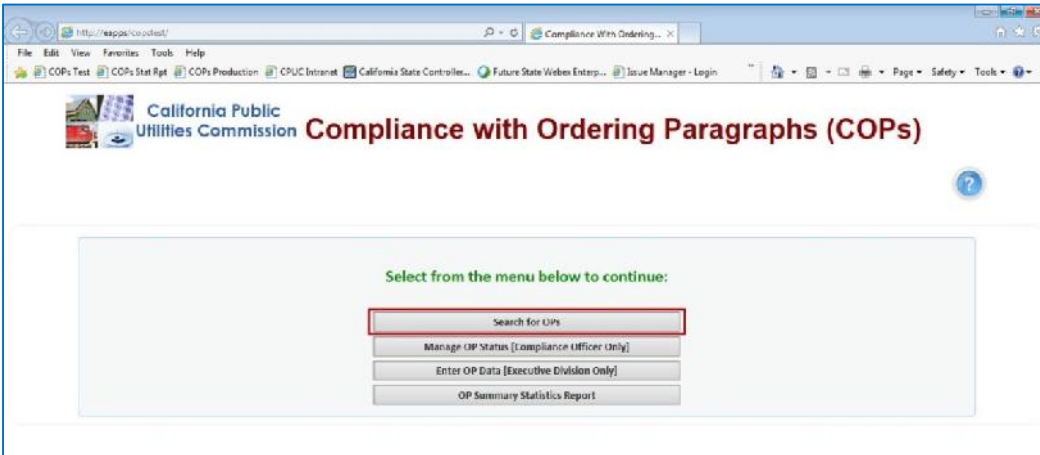 http://eapps/copctest/
Compliance With Ordering...
File Edit View Favorites Tools Help
COPs Test COPs Stat Rpt COPs Production CPUC Intranet California State Controller... Future State Webex Enterp... Issue Manager - Login Page Safety Tools
California Public
Utilities Commission Compliance with Ordering Paragraphs (COPs)
?
Select from the menu below to continue:
Search for OPs
Manage OP Status [Compliance Officer Only]
Enter OP Data [Executive Division Only]
OP Summary Statistics Report